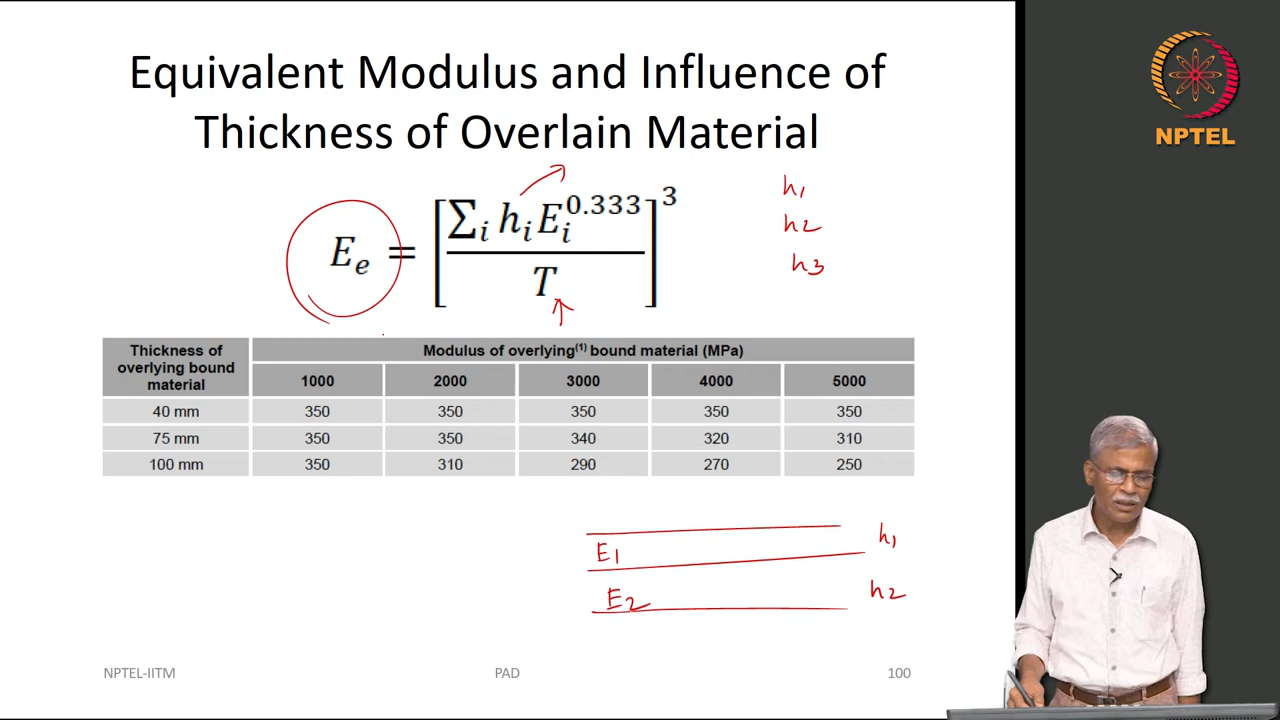 Equivalent Modulus and Influence of
Thickness of Overlain Material
NPTEL
E_e = [∑_i h_i E_i^0.333 / T]^3
h1
h2
h3
Thickness of overlying bound material | Modulus of overlying(1) bound material (MPa)
1000 2000 3000 4000 5000
40 mm 350 350 350 350 350
75 mm 350 350 340 320 310
100 mm 350 310 290 270 250
E1 h1
E2 h2
NPTEL-IITM PAD 100